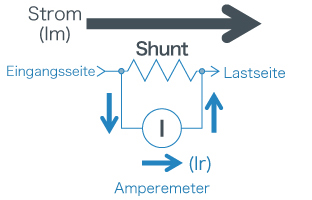 Strom
(Im)
Shunt
Eingangsseite
Lastseite
I
(Ir)
Amperemeter